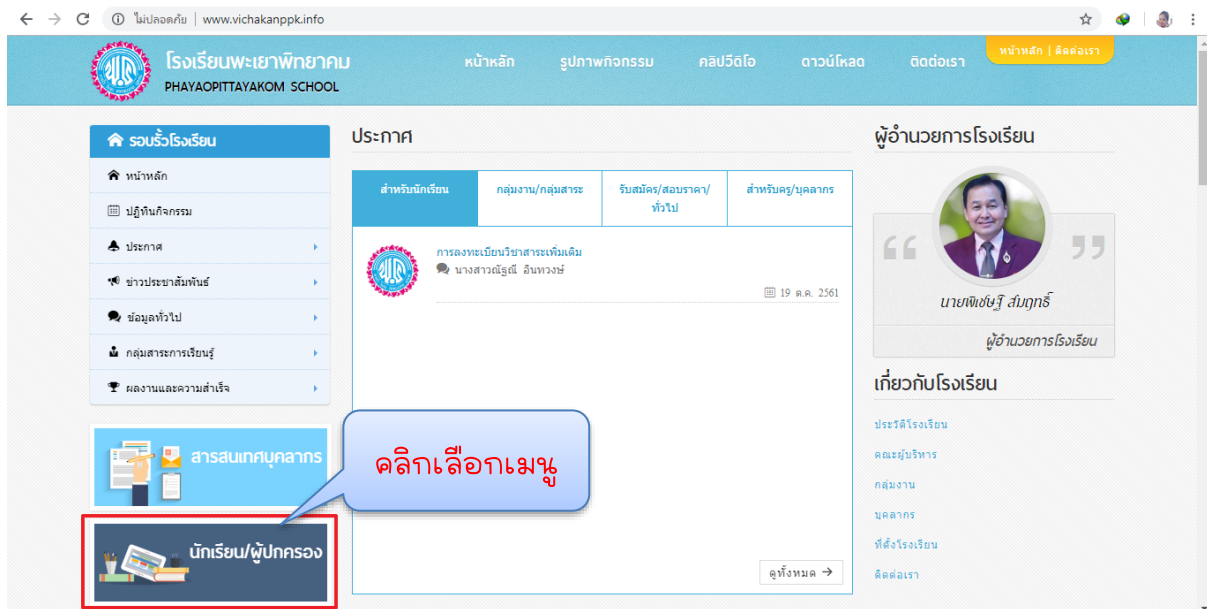 ไม่ปลอดภัย | www.vichakanppk.info
โรงเรียนพะเยาพิทยาคม
PHAYAOPITTAYAKOM SCHOOL
หน้าหลัก รูปภาพกิจกรรม คลิปวีดีโอ ดาวน์โหลด ติดต่อเรา
หน้าหลัก | ติดต่อเรา
รอบรั้วโรงเรียน
หน้าหลัก
ปฏิทินกิจกรรม
ประกาศ
ข่าวประชาสัมพันธ์
ข้อมูลทั่วไป
กลุ่มสาระการเรียนรู้
ผลงานและความสำเร็จ
สารสนเทศบุคลากร
นักเรียน/ผู้ปกครอง
คลิกเลือกเมนู
ประกาศ
สำหรับนักเรียน
กลุ่มงาน/กลุ่มสาระ
รับสมัคร/สอบราคา/
ทั่วไป
สำหรับครู/บุคลากร
การลงทะเบียนวิชาสาระเพิ่มเติม
นางสาวณัฐณี อินทวงษ์
19 ต.ค. 2561
ดูทั้งหมด →
ผู้อำนวยการโรงเรียน
นายพิเชษฐ์ สัมฤทธิ์
ผู้อำนวยการโรงเรียน
เกี่ยวกับโรงเรียน
ประวัติโรงเรียน
คณะผู้บริหาร
กลุ่มงาน
บุคลากร
ที่ตั้งโรงเรียน
ติดต่อเรา